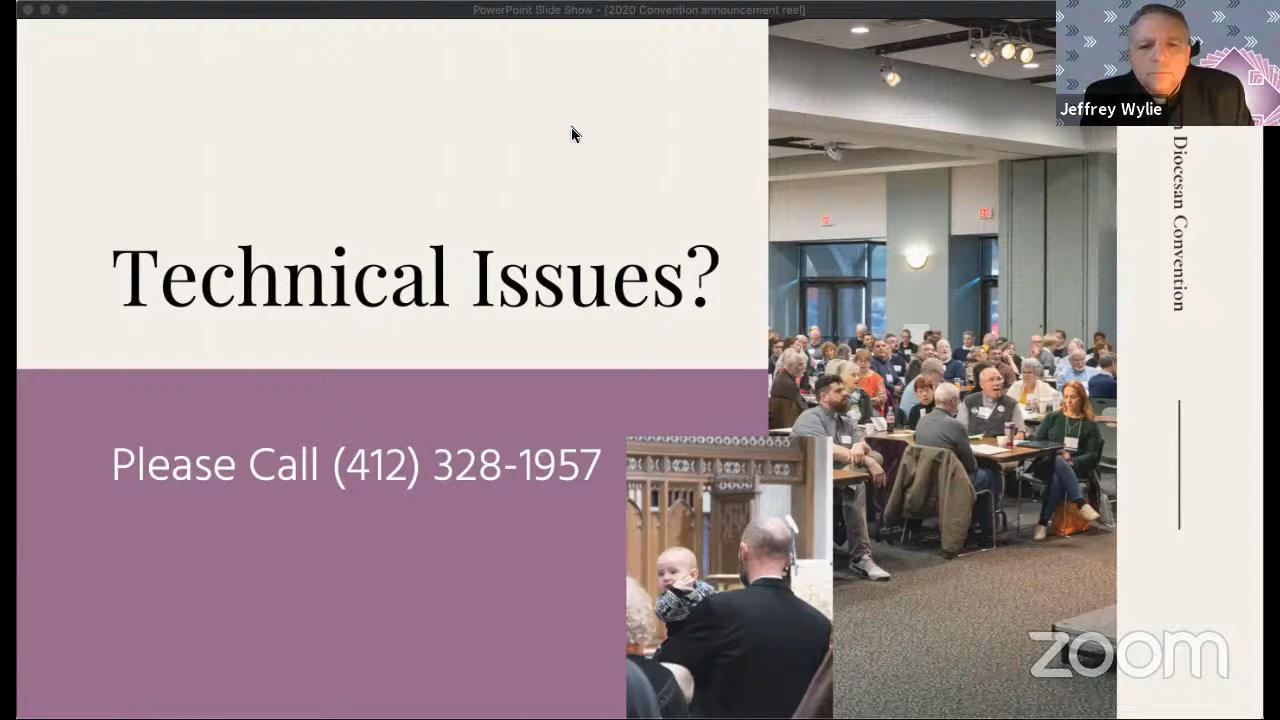 PowerPoint Slide Show - [2020 Convention announcement reel]
Jeffrey Wylie
Diocesan Convention
Technical Issues?
Please Call (412) 328-1957
zoom